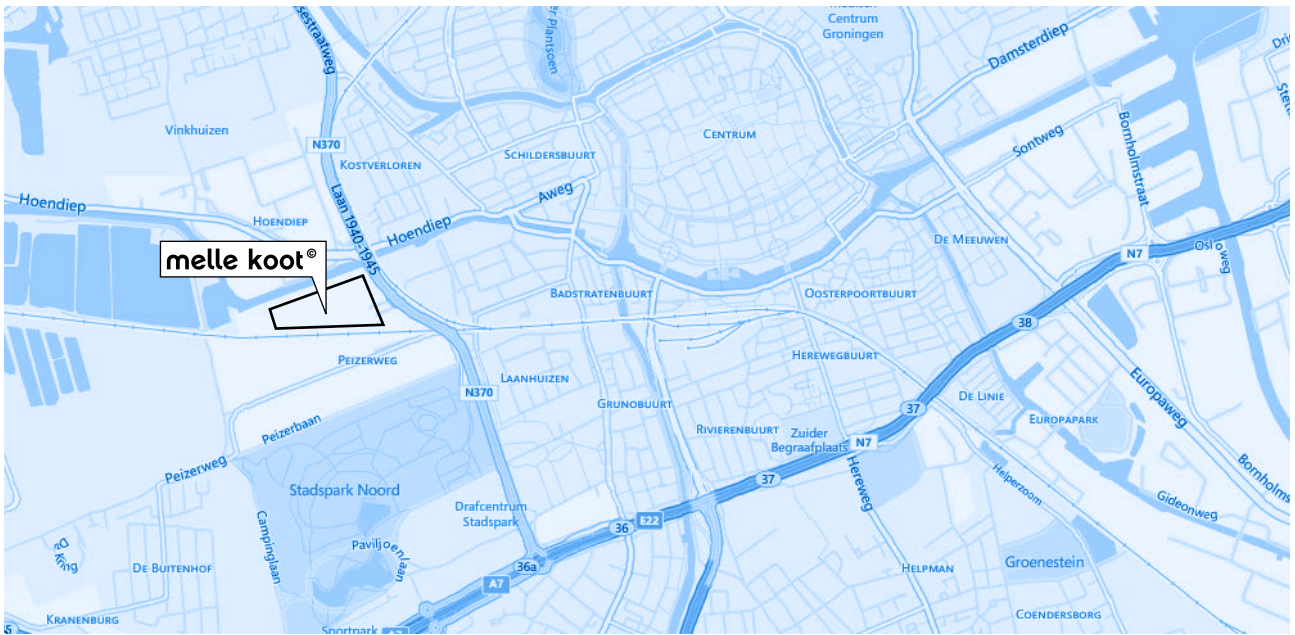 Centrum
Groningen
Damsterdiep
Vinkhuizen
N370
Kostverloren
Schildersbuurt
Centrum
Sontweg
Bornholmstraat
Aweg
Hoendiep
Hoendiep
Hoendiep
Laan 1940-1945
De Meeuwen
N7
Osloweg
melle koot©
Badstratenbuurt
Oosterpoortbuurt
38
Peizerweg
Laanhuizen
Herewegbuurt
N370
Grunobuurt
De Linie
Europaweg
37
Europapark
Peizerbaan
Rivierenbuurt
Zuider
Begraafplaats
N7
Peizerweg
Hereweg
Helperzoom
Bornholms
37
Stadspark Noord
Gideonweg
Drafcentrum
Stadspark
36
E22
Campinglaan
Paviljoenlaan
De Buitenhof
36a
A7
Helpman
Groenestein
Kranenburg
Sportpark
Coendersborg